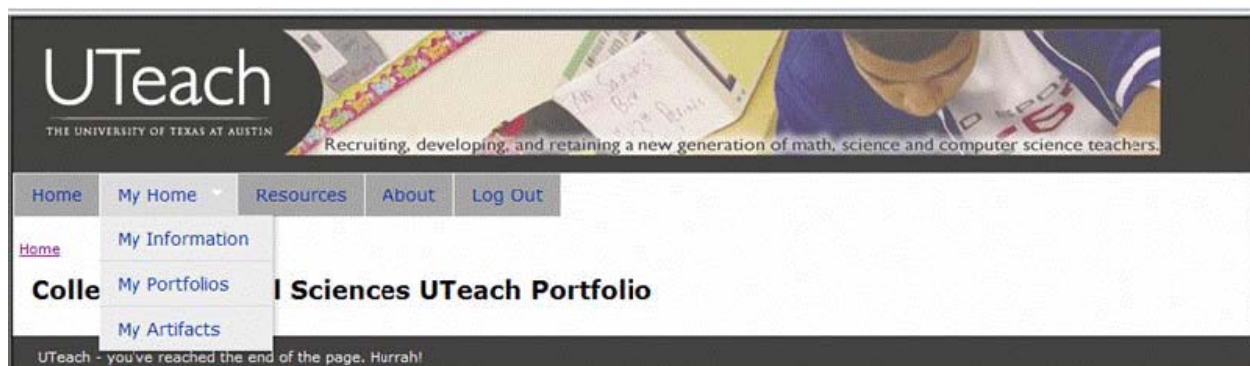 UTeach
THE UNIVERSITY OF TEXAS AT AUSTIN
Recruiting, developing, and retaining a new generation of math, science and computer science teachers.
Home My Home Resources About Log Out
My Information
Home
My Portfolios
Colle l Sciences UTeach Portfolio
My Artifacts
UTeach - you've reached the end of the page. Hurrah!